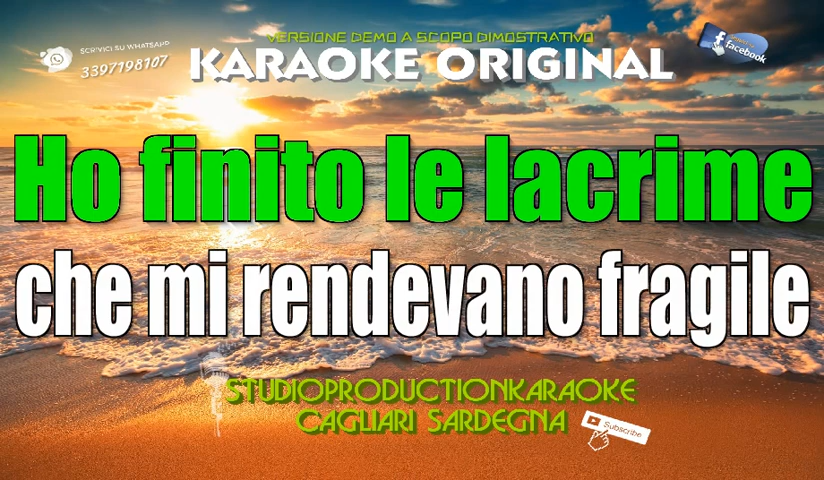 VERSIONE DEMO A SCOPO DIMOSTRATIVO
SCRIVICI SU WHATSAPP
3397198107
KARAOKE ORIGINAL
facebook
Ho finito le lacrime
che mi rendevano fragile
STUDIOPRODUCTIONKARAOKE
CAGLIARI SARDEGNA
Subscribe